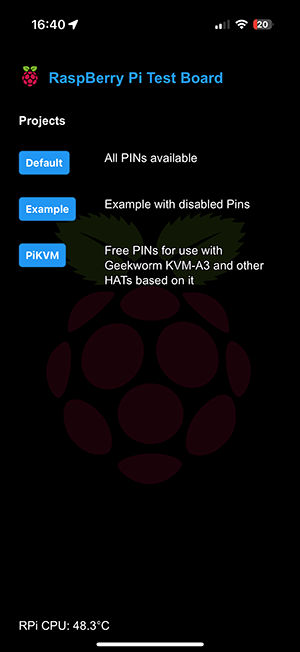 16:40
20
RaspBerry Pi Test Board
Projects
Default
All PINs available
Example
Example with disabled Pins
PiKVM
Free PINs for use with
Geekworm KVM-A3 and other
HATs based on it
RPi CPU: 48.3°C